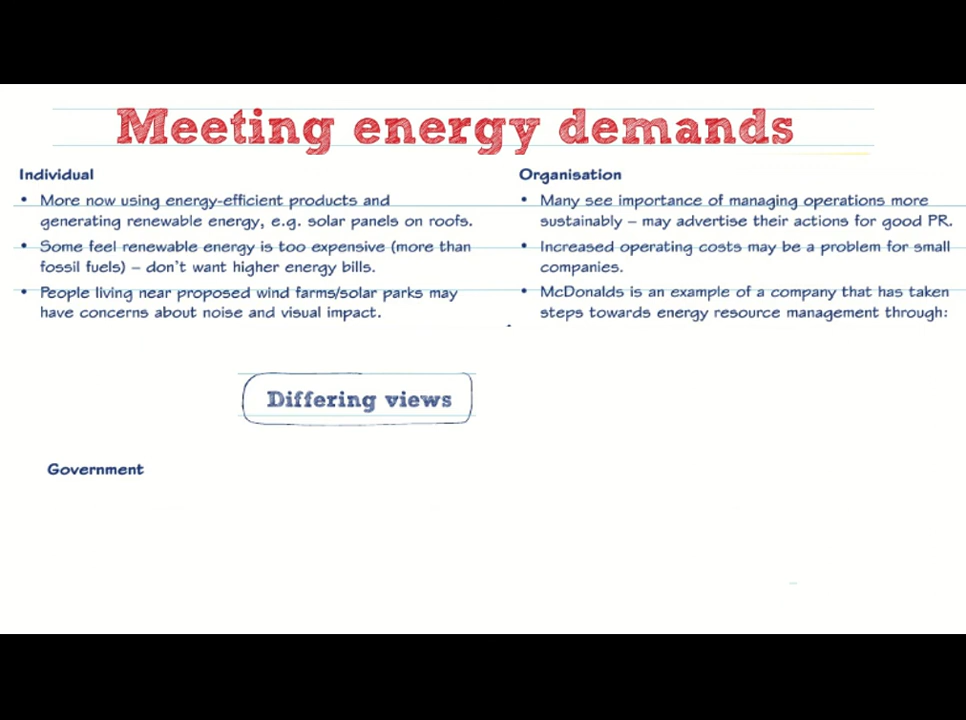 Meeting energy demands
Individual
• More now using energy-efficient products and
generating renewable energy, e.g. solar panels on roofs.
• Some feel renewable energy is too expensive (more than
fossil fuels) – don't want higher energy bills.
• People living near proposed wind farms/solar parks may
have concerns about noise and visual impact.
Organisation
• Many see importance of managing operations more
sustainably – may advertise their actions for good PR.
• Increased operating costs may be a problem for small
companies.
• McDonalds is an example of a company that has taken
steps towards energy resource management through:
Differing views
Government